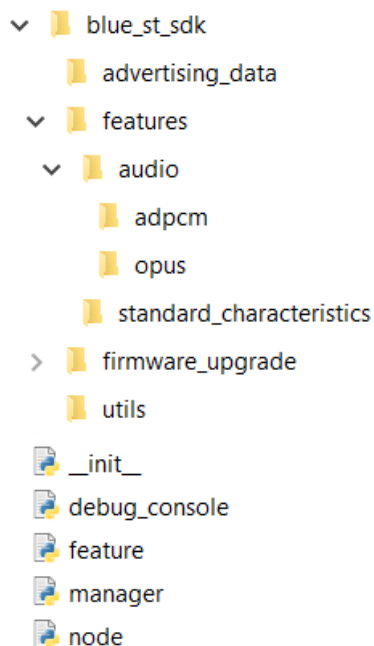 blue_st_sdk
advertising_data
features
audio
adpcm
opus
standard_characteristics
firmware_upgrade
utils
__init__
debug_console
feature
manager
node